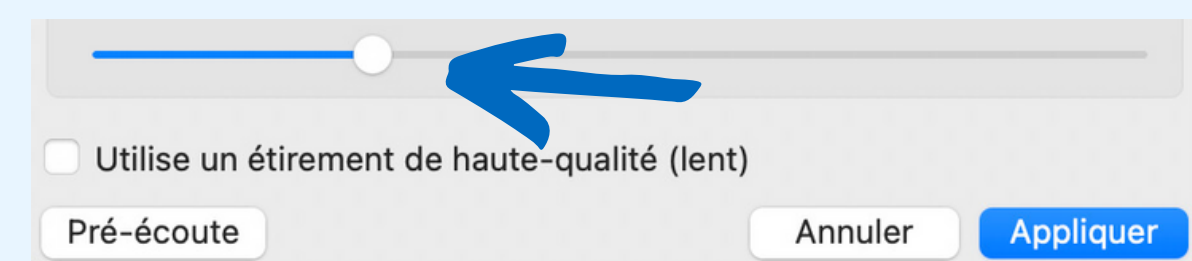 Utilise un étirement de haute-qualité (lent)
Pré-écoute Annuler Appliquer